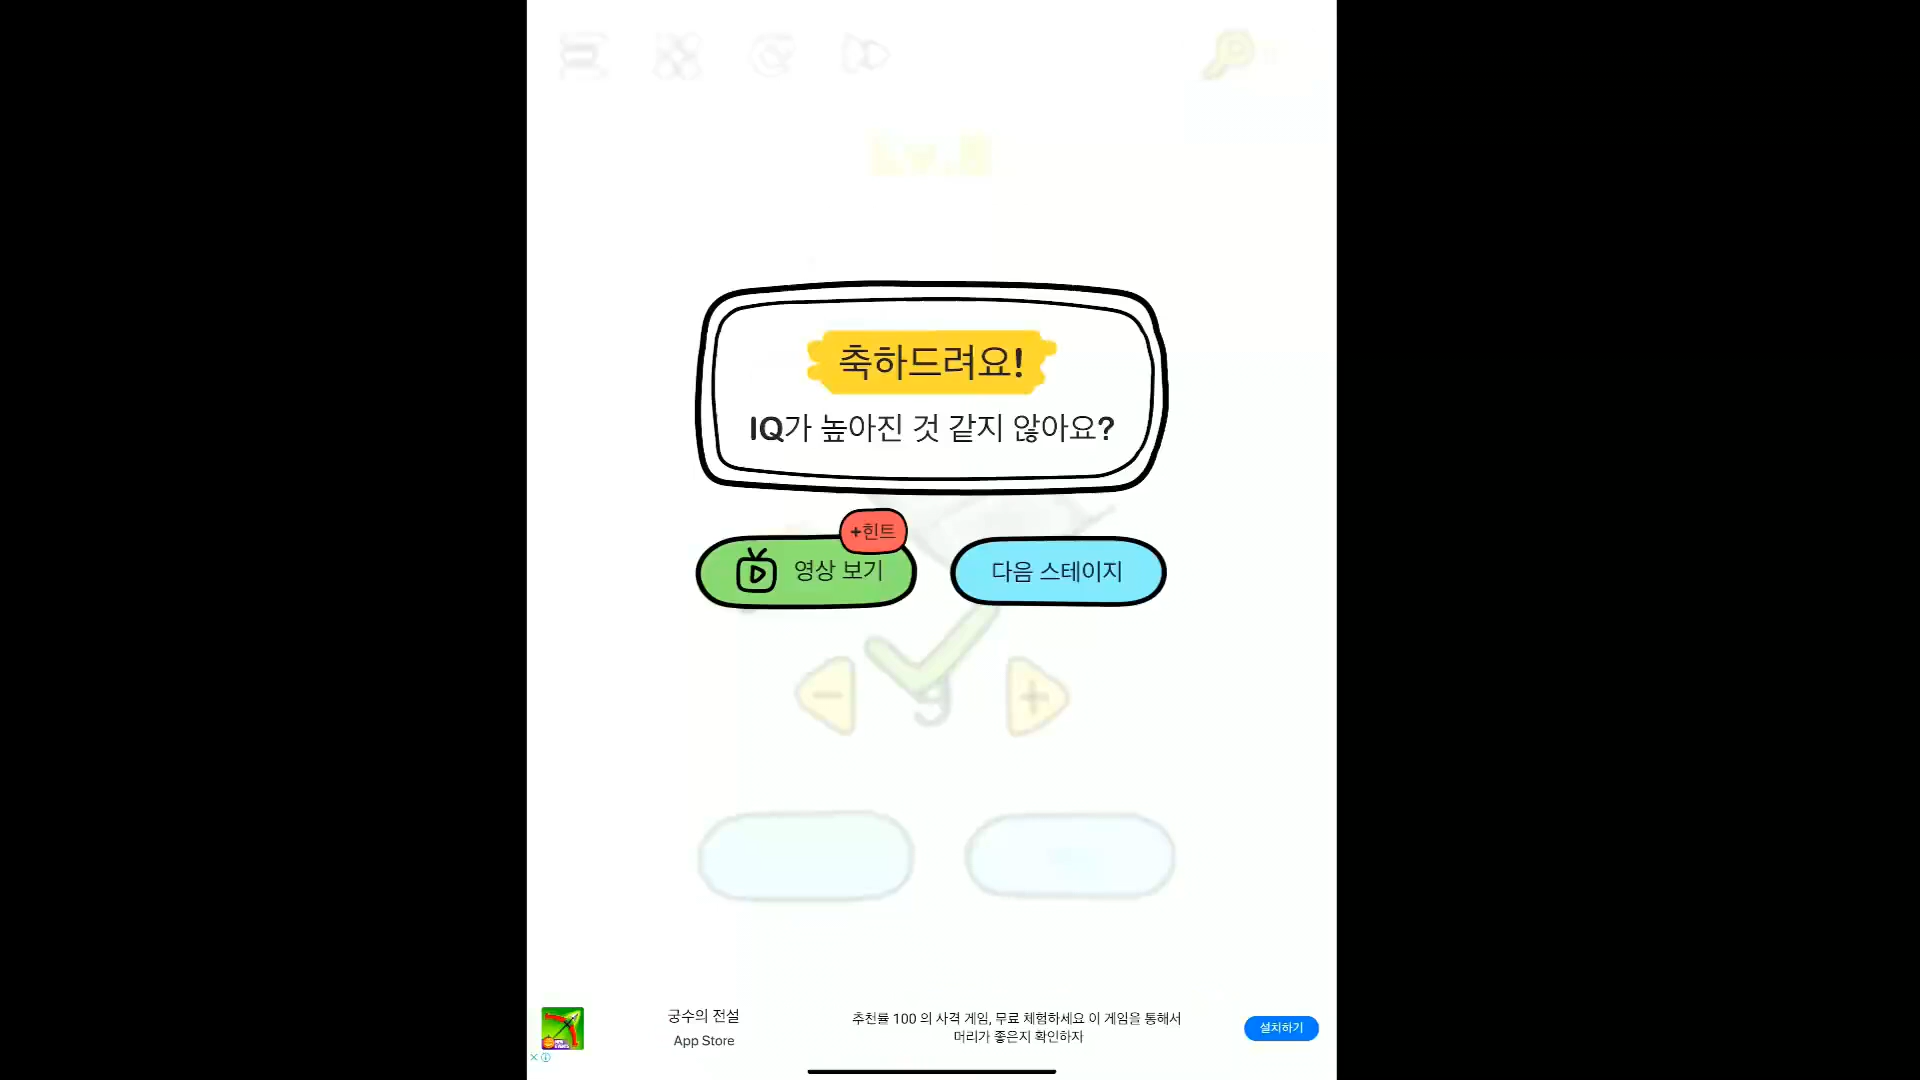 축하드려요!
IQ가 높아진 것 같지 않아요?
+힌트
영상 보기
다음 스테이지
9
궁수의 전설
App Store
추천률 100 의 사격 게임, 무료 체험하세요 이 게임을 통해서
머리가 좋은지 확인하자
설치하기